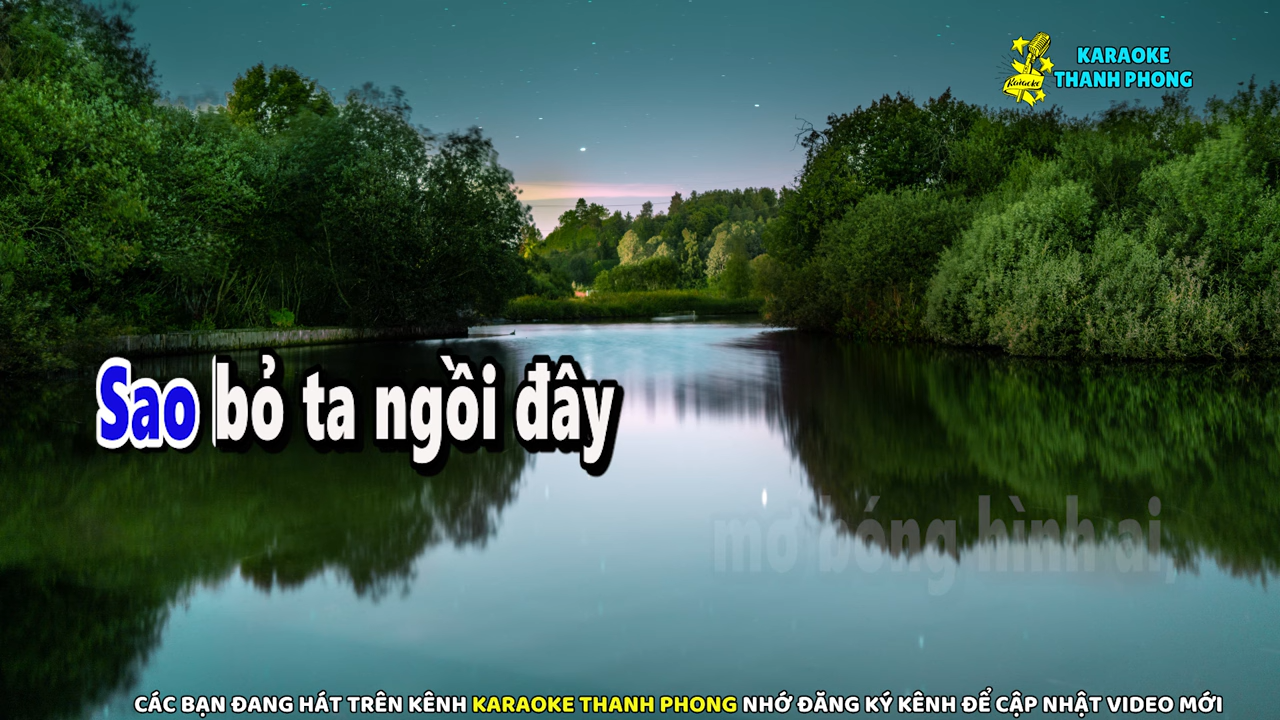 KARAOKE
THANH PHONG
Karaoke
Sao bỏ ta ngồi đây
mơ bóng hình ai,
CÁC BẠN ĐANG HÁT TRÊN KÊNH KARAOKE THANH PHONG NHỚ ĐĂNG KÝ KÊNH ĐỂ CẬP NHẬT VIDEO MỚI